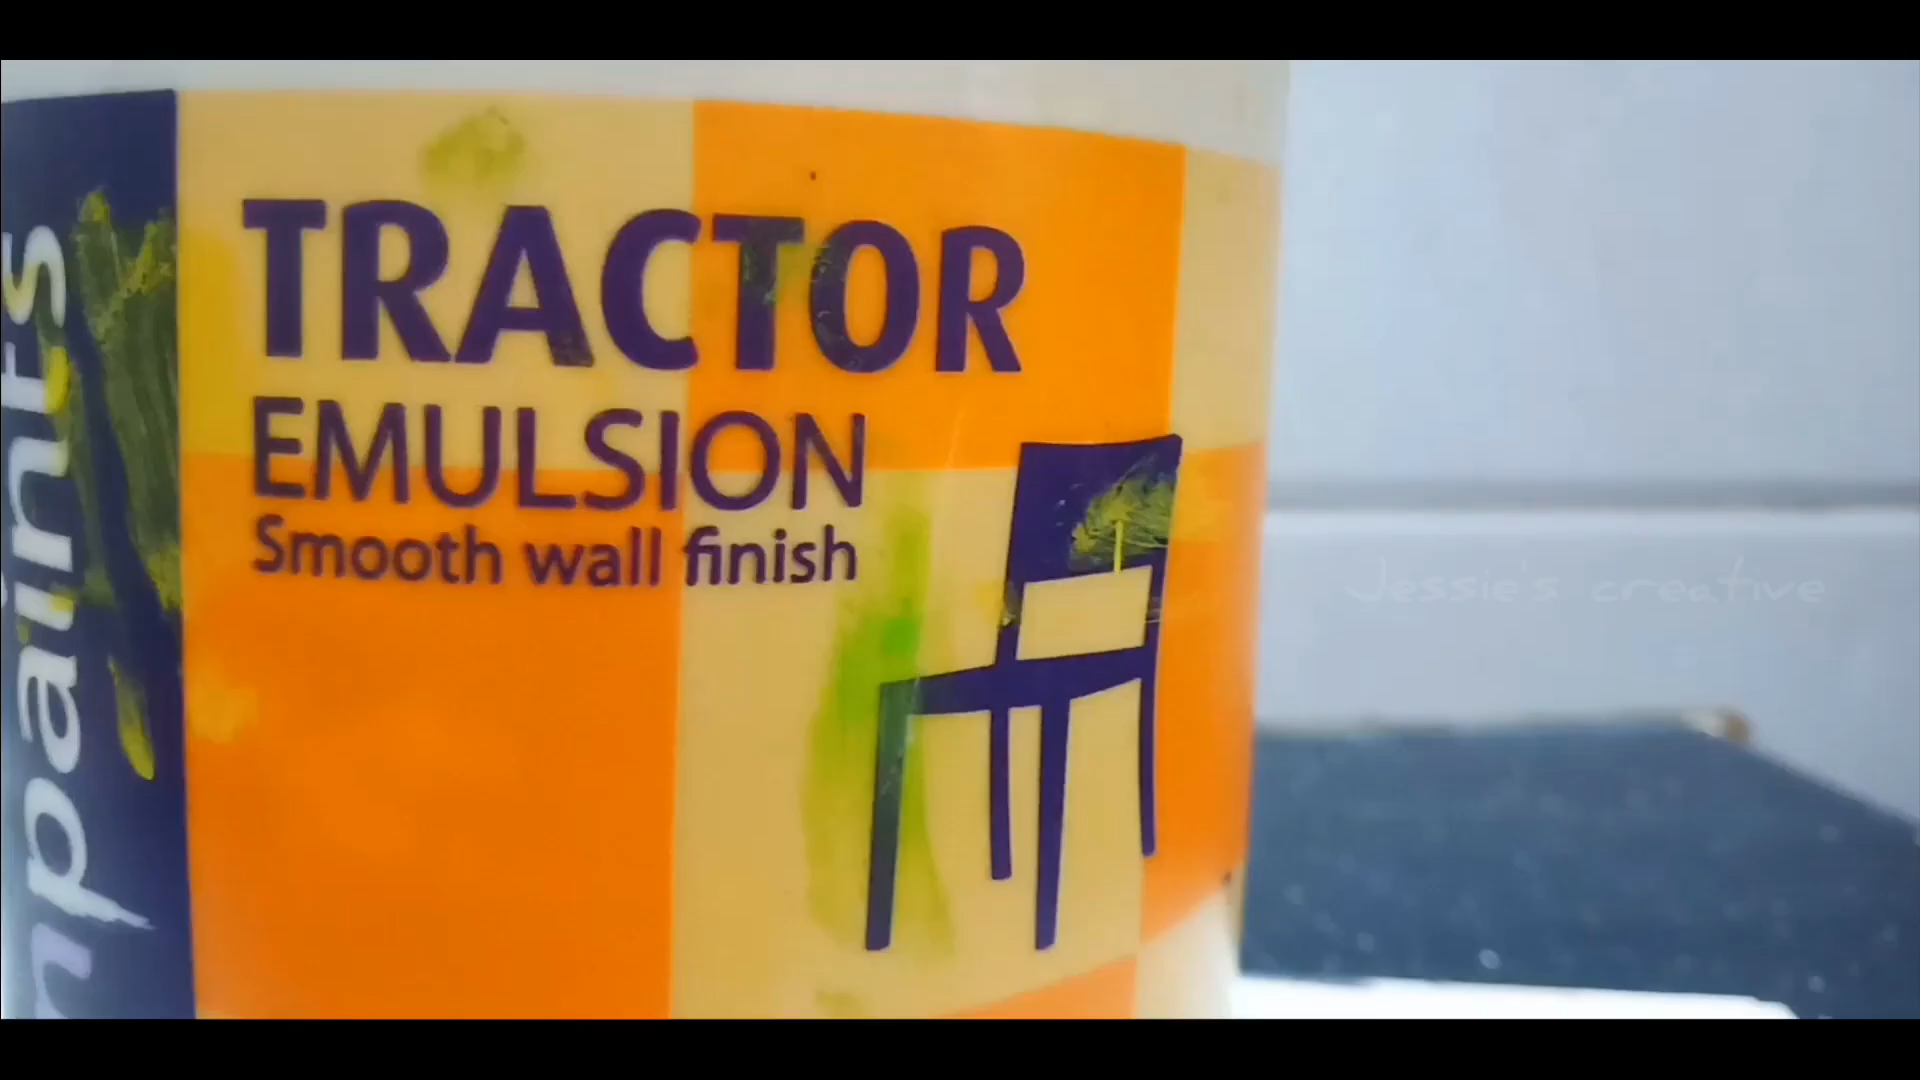 TRACTOR
EMULSION
Smooth wall finish
paints
Jessie's creative